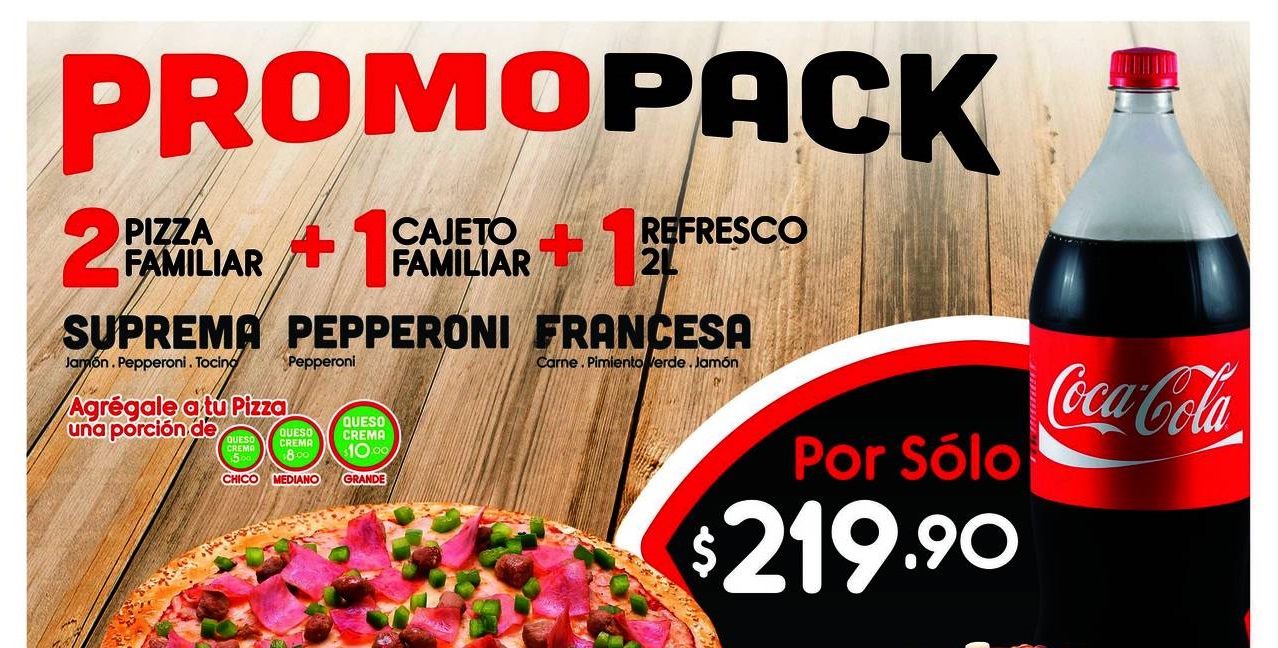 PROMOPACK
2 PIZZA FAMILIAR + 1 CAJETO FAMILIAR + 1 REFRESCO 2L
SUPREMA PEPPERONI FRANCESA
Jamón . Pepperoni . Tocino Pepperoni Carne . Pimiento Verde . Jamón
Agrégale a tu Pizza
una porción de
QUESO CREMA $5.00 QUESO CREMA $8.00 QUESO CREMA $10.00
CHICO MEDIANO GRANDE
Por Sólo
$219.90
Coca-Cola